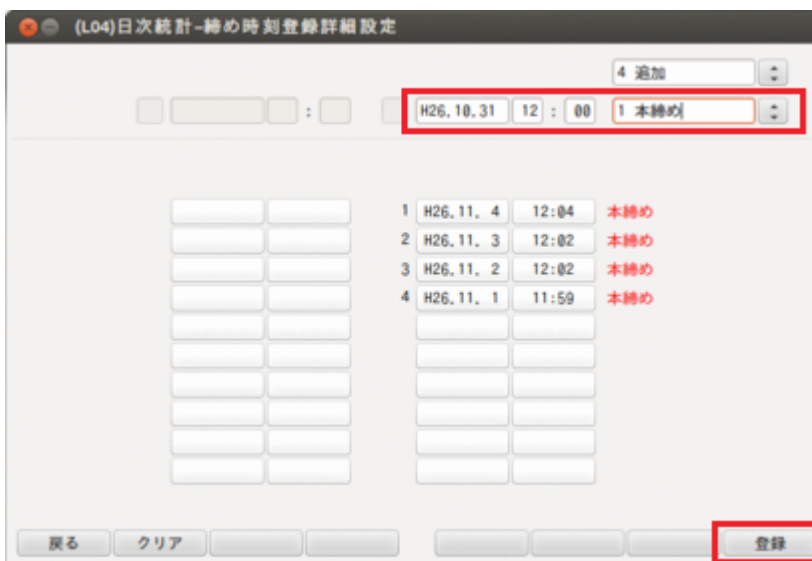 (L04)日次統計-締め時刻登録詳細設定
4 追加
: H26.10.31 12 : 00 1 本締め
1 H26.11. 4 12:04 本締め
2 H26.11. 3 12:02 本締め
3 H26.11. 2 12:02 本締め
4 H26.11. 1 11:59 本締め
戻る クリア 登録